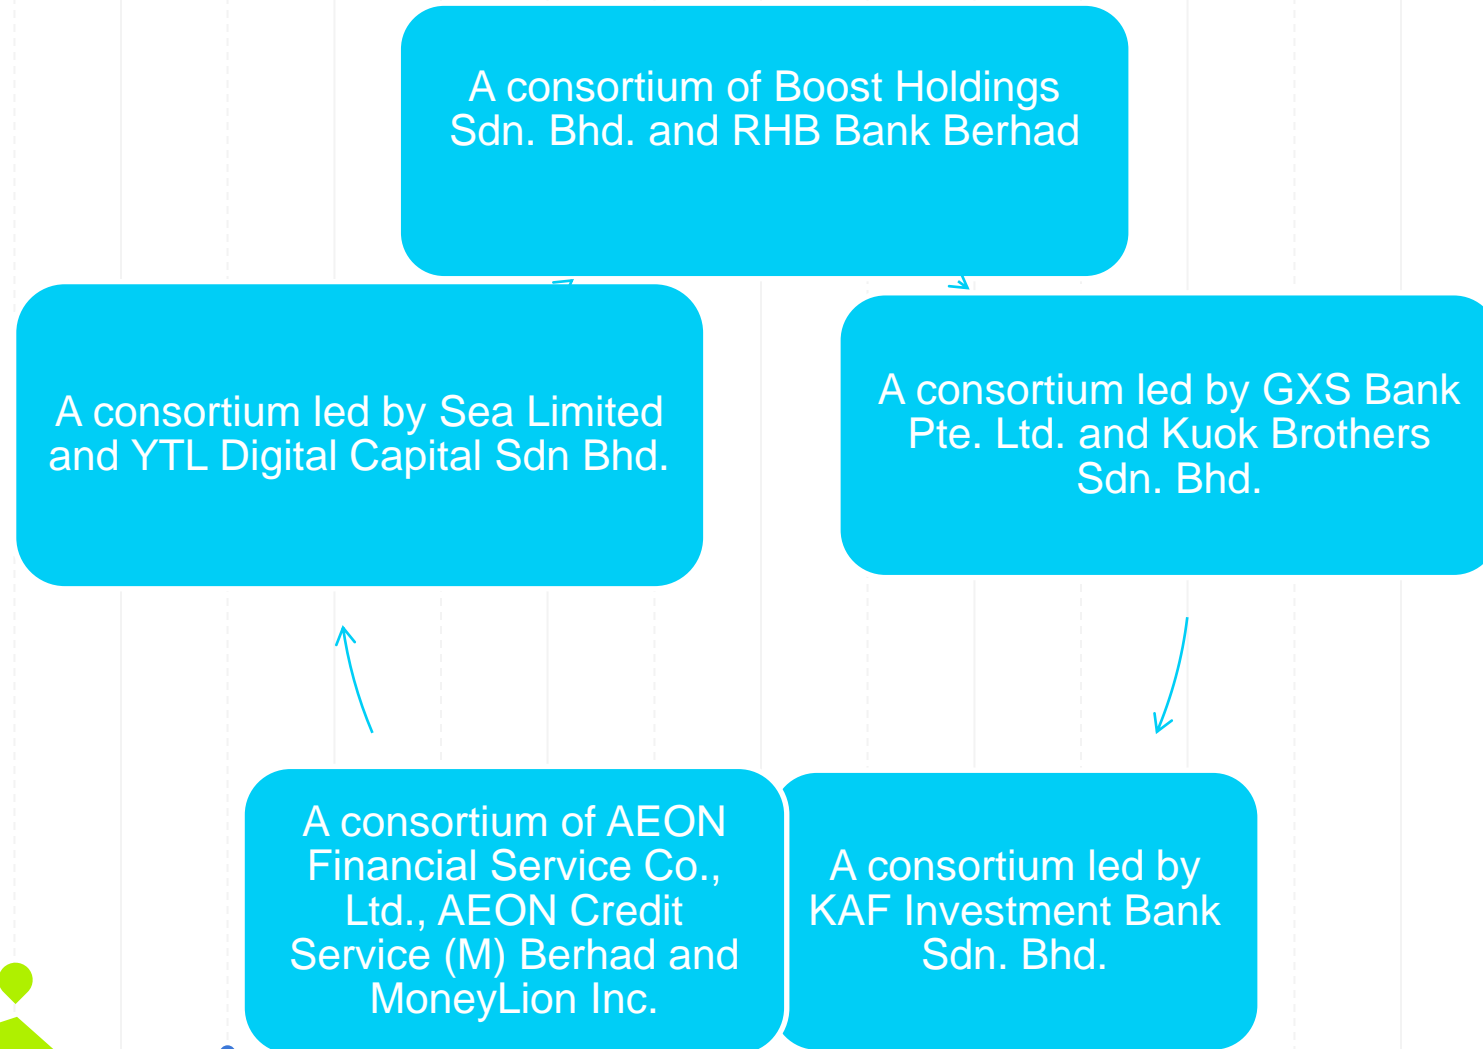 A consortium of Boost Holdings
Sdn. Bhd. and RHB Bank Berhad
A consortium led by Sea Limited
and YTL Digital Capital Sdn Bhd.
A consortium led by GXS Bank
Pte. Ltd. and Kuok Brothers
Sdn. Bhd.
A consortium of AEON
Financial Service Co.,
Ltd., AEON Credit
Service (M) Berhad and
MoneyLion Inc.
A consortium led by
KAF Investment Bank
Sdn. Bhd.